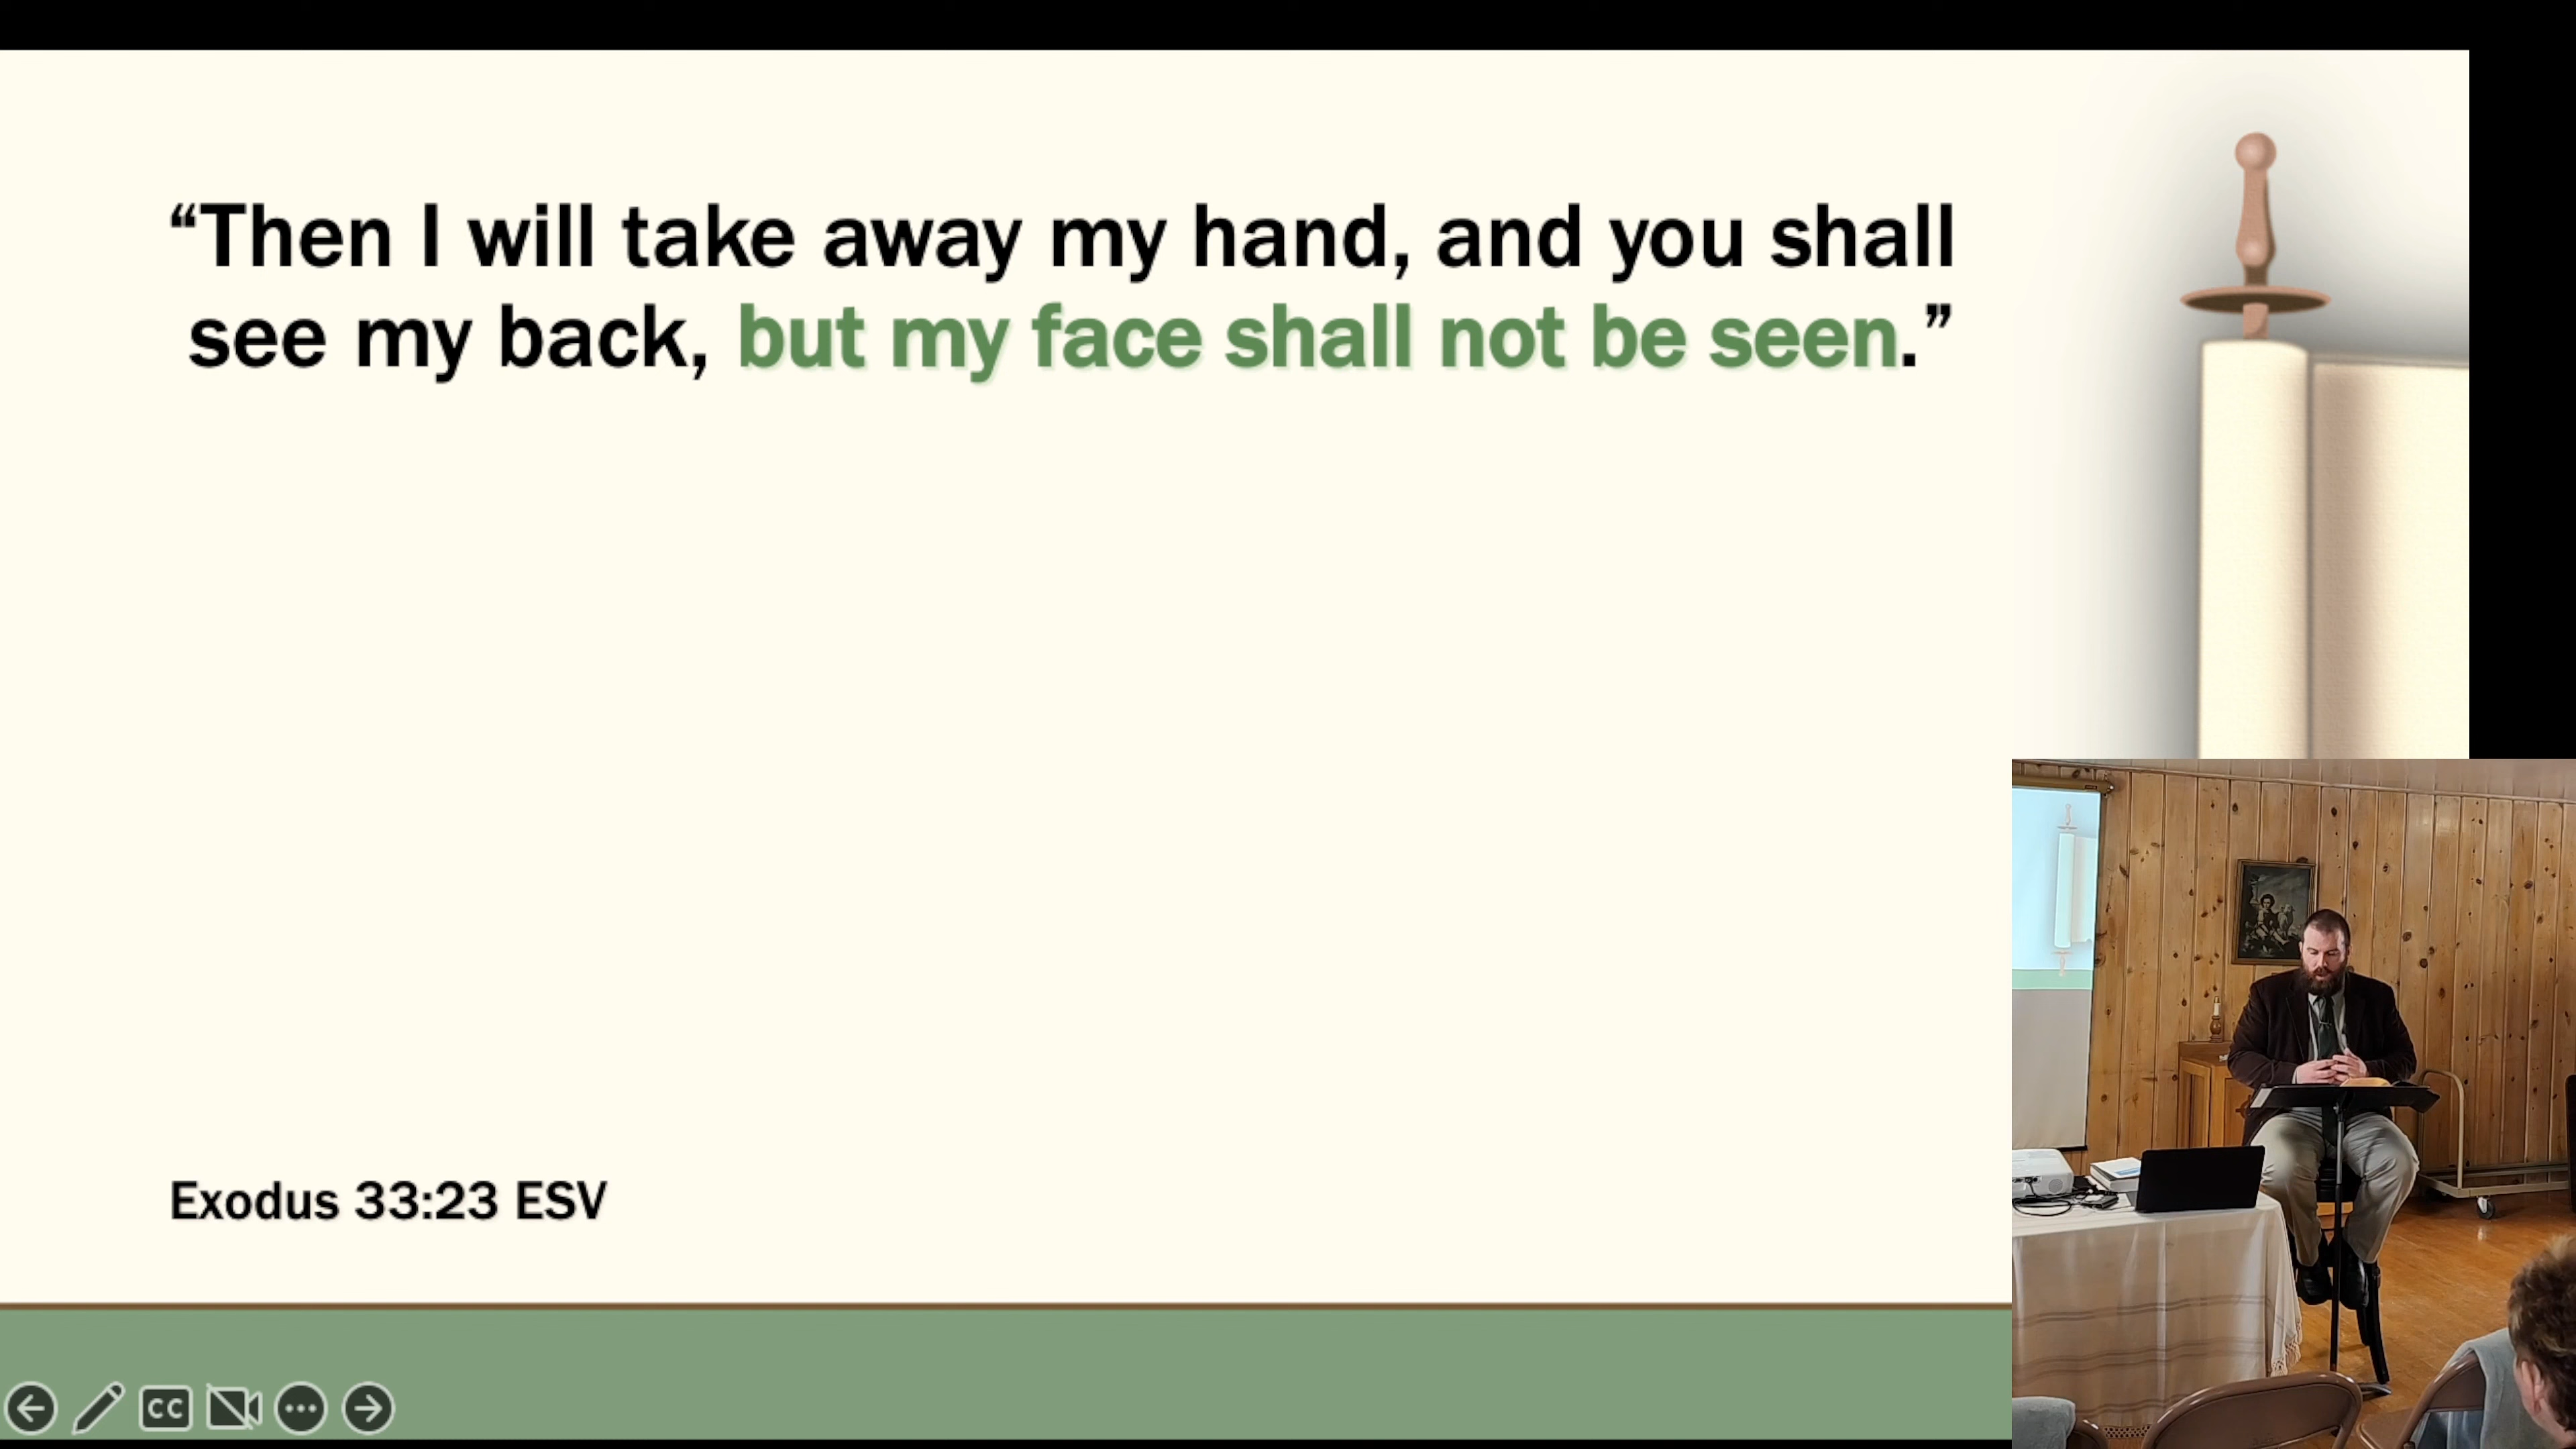 “Then I will take away my hand, and you shall
see my back, but my face shall not be seen.”
Exodus 33:23 ESV
CC